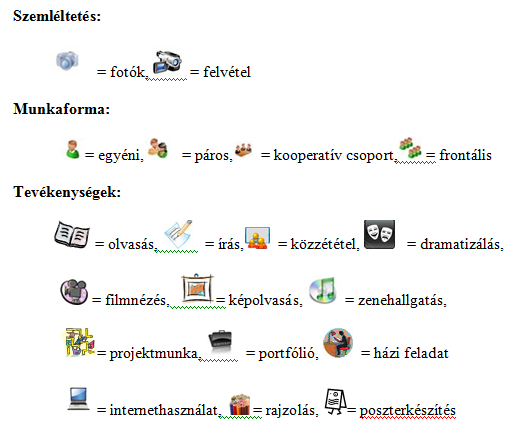 Szemléltetés:
= fotók, = felvétel
Munkaforma:
= egyéni, = páros, = kooperatív csoport, = frontális
Tevékenységek:
= olvasás, = írás, = közzététel, = dramatizálás,
= filmnézés, = képolvasás, = zenehallgatás,
= projektmunka, = portfólió, = házi feladat
= internethasználat, = rajzolás, = poszterkészítés